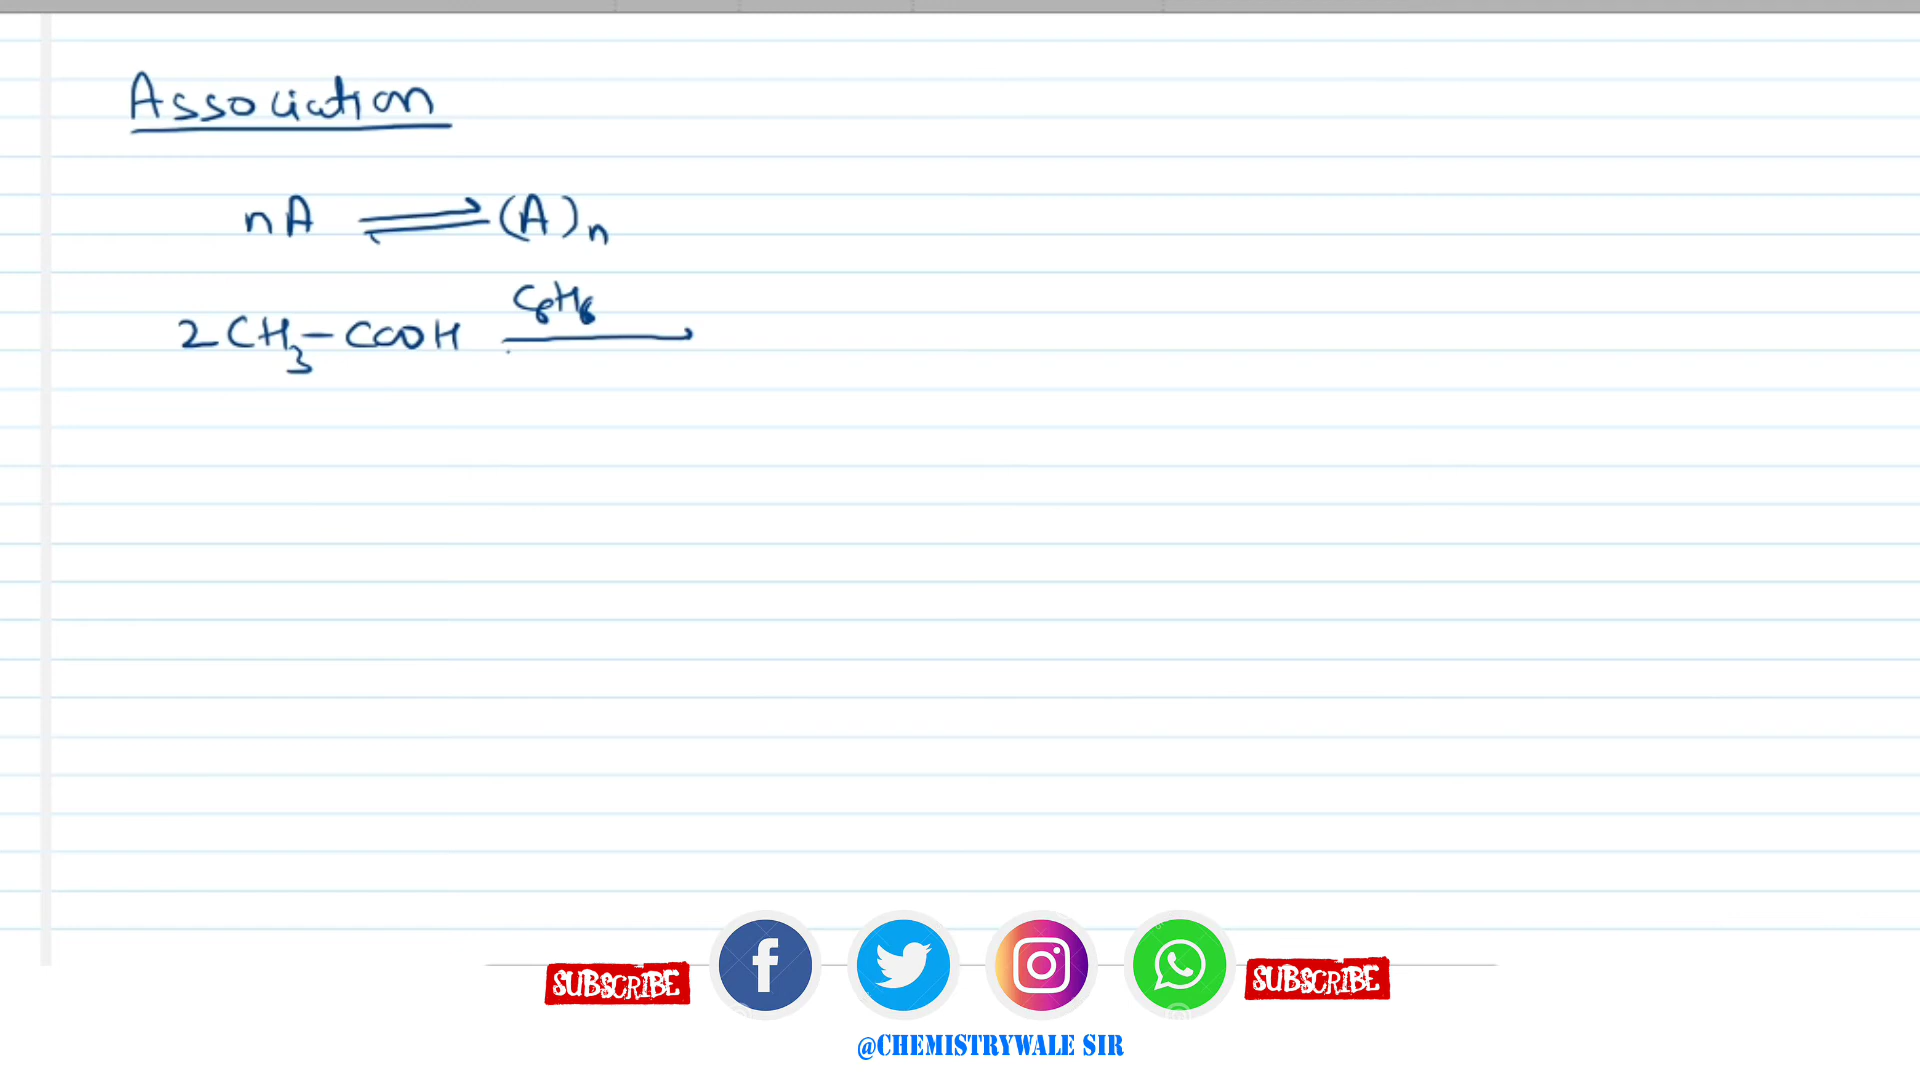 Association
nA ⇌ (A)n
C6H6
2CH3-COOH →
SUBSCRIBE
SUBSCRIBE
@CHEMISTRYWALE SIR